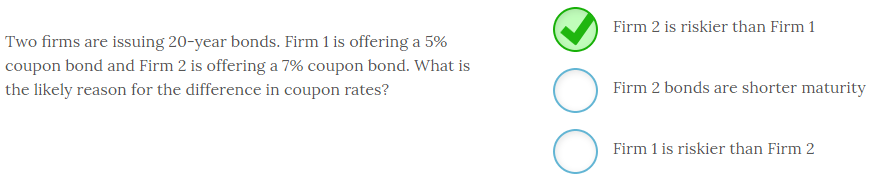 Two firms are issuing 20-year bonds. Firm 1 is offering a 5%
coupon bond and Firm 2 is offering a 7% coupon bond. What is
the likely reason for the difference in coupon rates?
Firm 2 is riskier than Firm 1
Firm 2 bonds are shorter maturity
Firm 1 is riskier than Firm 2